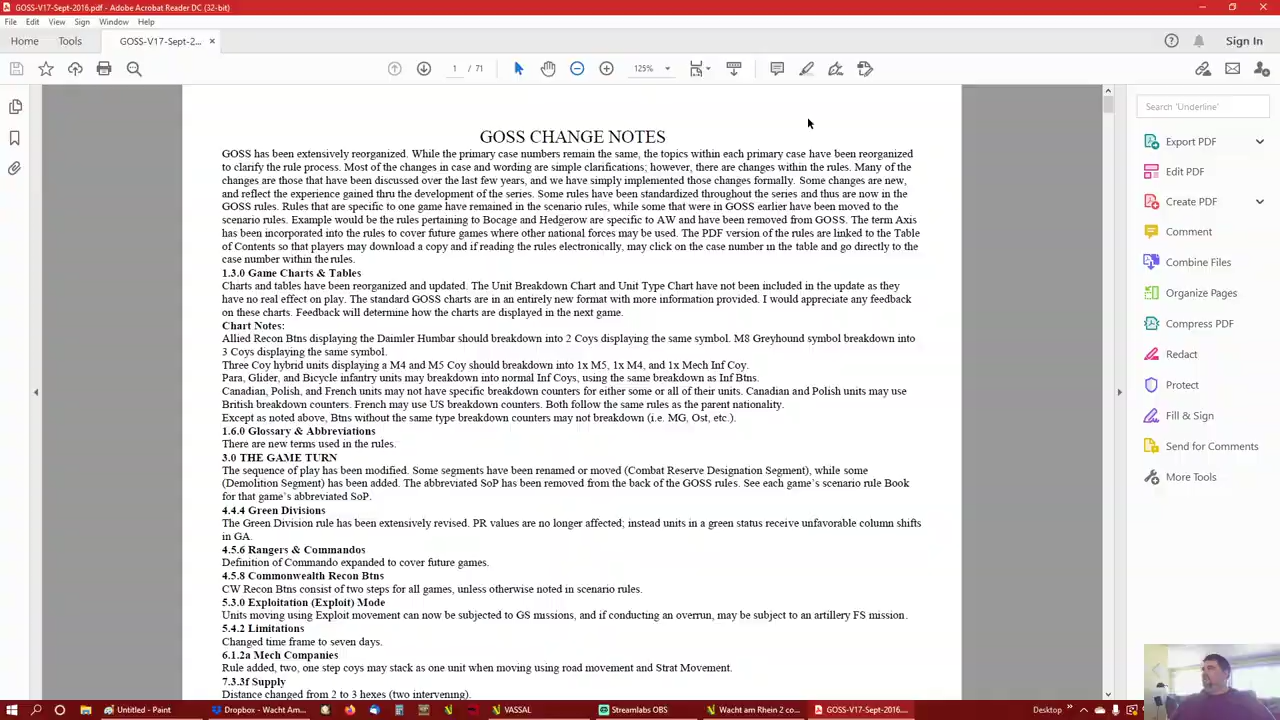 GOSS-V17-Sept-2016.pdf - Adobe Acrobat Reader DC (32-bit)
File Edit View Sign Window Help
Home Tools GOSS-V17-Sept-2... × Sign In
1 / 71 125%
GOSS CHANGE NOTES
GOSS has been extensively reorganized. While the primary case numbers remain the same, the topics within each primary case have been reorganized
to clarify the rule process. Most of the changes in case and wording are simple clarifications; however, there are changes within the rules. Many of the
changes are those that have been discussed over the last few years, and we have simply implemented those changes formally. Some changes are new,
and reflect the experience gained thru the development of the series. Some rules have been standardized throughout the series and thus are now in the
GOSS rules. Rules that are specific to one game have remained in the scenario rules, while some that were in GOSS earlier have been moved to the
scenario rules. Example would be the rules pertaining to Bocage and Hedgerow are specific to AW and have been removed from GOSS. The term Axis
has been incorporated into the rules to cover future games where other national forces may be used. The PDF version of the rules are linked to the Table
of Contents so that players may download a copy and if reading the rules electronically, may click on the case number in the table and go directly to the
case number within the rules.
1.3.0 Game Charts & Tables
Charts and tables have been reorganized and updated. The Unit Breakdown Chart and Unit Type Chart have not been included in the update as they
have no real effect on play. The standard GOSS charts are in an entirely new format with more information provided. I would appreciate any feedback
on these charts. Feedback will determine how the charts are displayed in the next game.
Chart Notes:
Allied Recon Btns displaying the Daimler Humbar should breakdown into 2 Coys displaying the same symbol. M8 Greyhound symbol breakdown into
3 Coys displaying the same symbol.
Three Coy hybrid units displaying a M4 and M5 Coy should breakdown into 1x M5, 1x M4, and 1x Mech Inf Coy.
Para, Glider, and Bicycle infantry units may breakdown into normal Inf Coys, using the same breakdown as Inf Btns.
Canadian, Polish, and French units may not have specific breakdown counters for either some or all of their units. Canadian and Polish units may use
British breakdown counters. French may use US breakdown counters. Both follow the same rules as the parent nationality.
Except as noted above, Btns without the same type breakdown counters may not breakdown (i.e. MG, Ost, etc.).
1.6.0 Glossary & Abbreviations
There are new terms used in the rules.
3.0 THE GAME TURN
The sequence of play has been modified. Some segments have been renamed or moved (Combat Reserve Designation Segment), while some
(Demolition Segment) has been added. The abbreviated SoP has been removed from the back of the GOSS rules. See each game's scenario rule Book
for that game's abbreviated SoP.
4.4.4 Green Divisions
The Green Division rule has been extensively revised. PR values are no longer affected; instead units in a green status receive unfavorable column shifts
in GA.
4.5.6 Rangers & Commandos
Definition of Commando expanded to cover future games.
4.5.8 Commonwealth Recon Btns
CW Recon Btns consist of two steps for all games, unless otherwise noted in scenario rules.
5.3.0 Exploitation (Exploit) Mode
Units moving using Exploit movement can now be subjected to GS missions, and if conducting an overrun, may be subject to an artillery FS mission.
5.4.2 Limitations
Changed time frame to seven days.
6.1.2a Mech Companies
Rule added, two, one step coys may stack as one unit when moving using road movement and Strat Movement.
7.3.3f Supply
Distance changed from 2 to 3 hexes (two intervening).
Search 'Underline'
Export PDF
Edit PDF
Create PDF
Comment
Combine Files
Organize Pages
Compress PDF
Redact
Protect
Fill & Sign
Send for Comments
More Tools
Untitled - Paint Dropbox - Wacht Am... VASSAL Streamlabs OBS Wacht am Rhein 2 co... GOSS-V17-Sept-2016.... Desktop